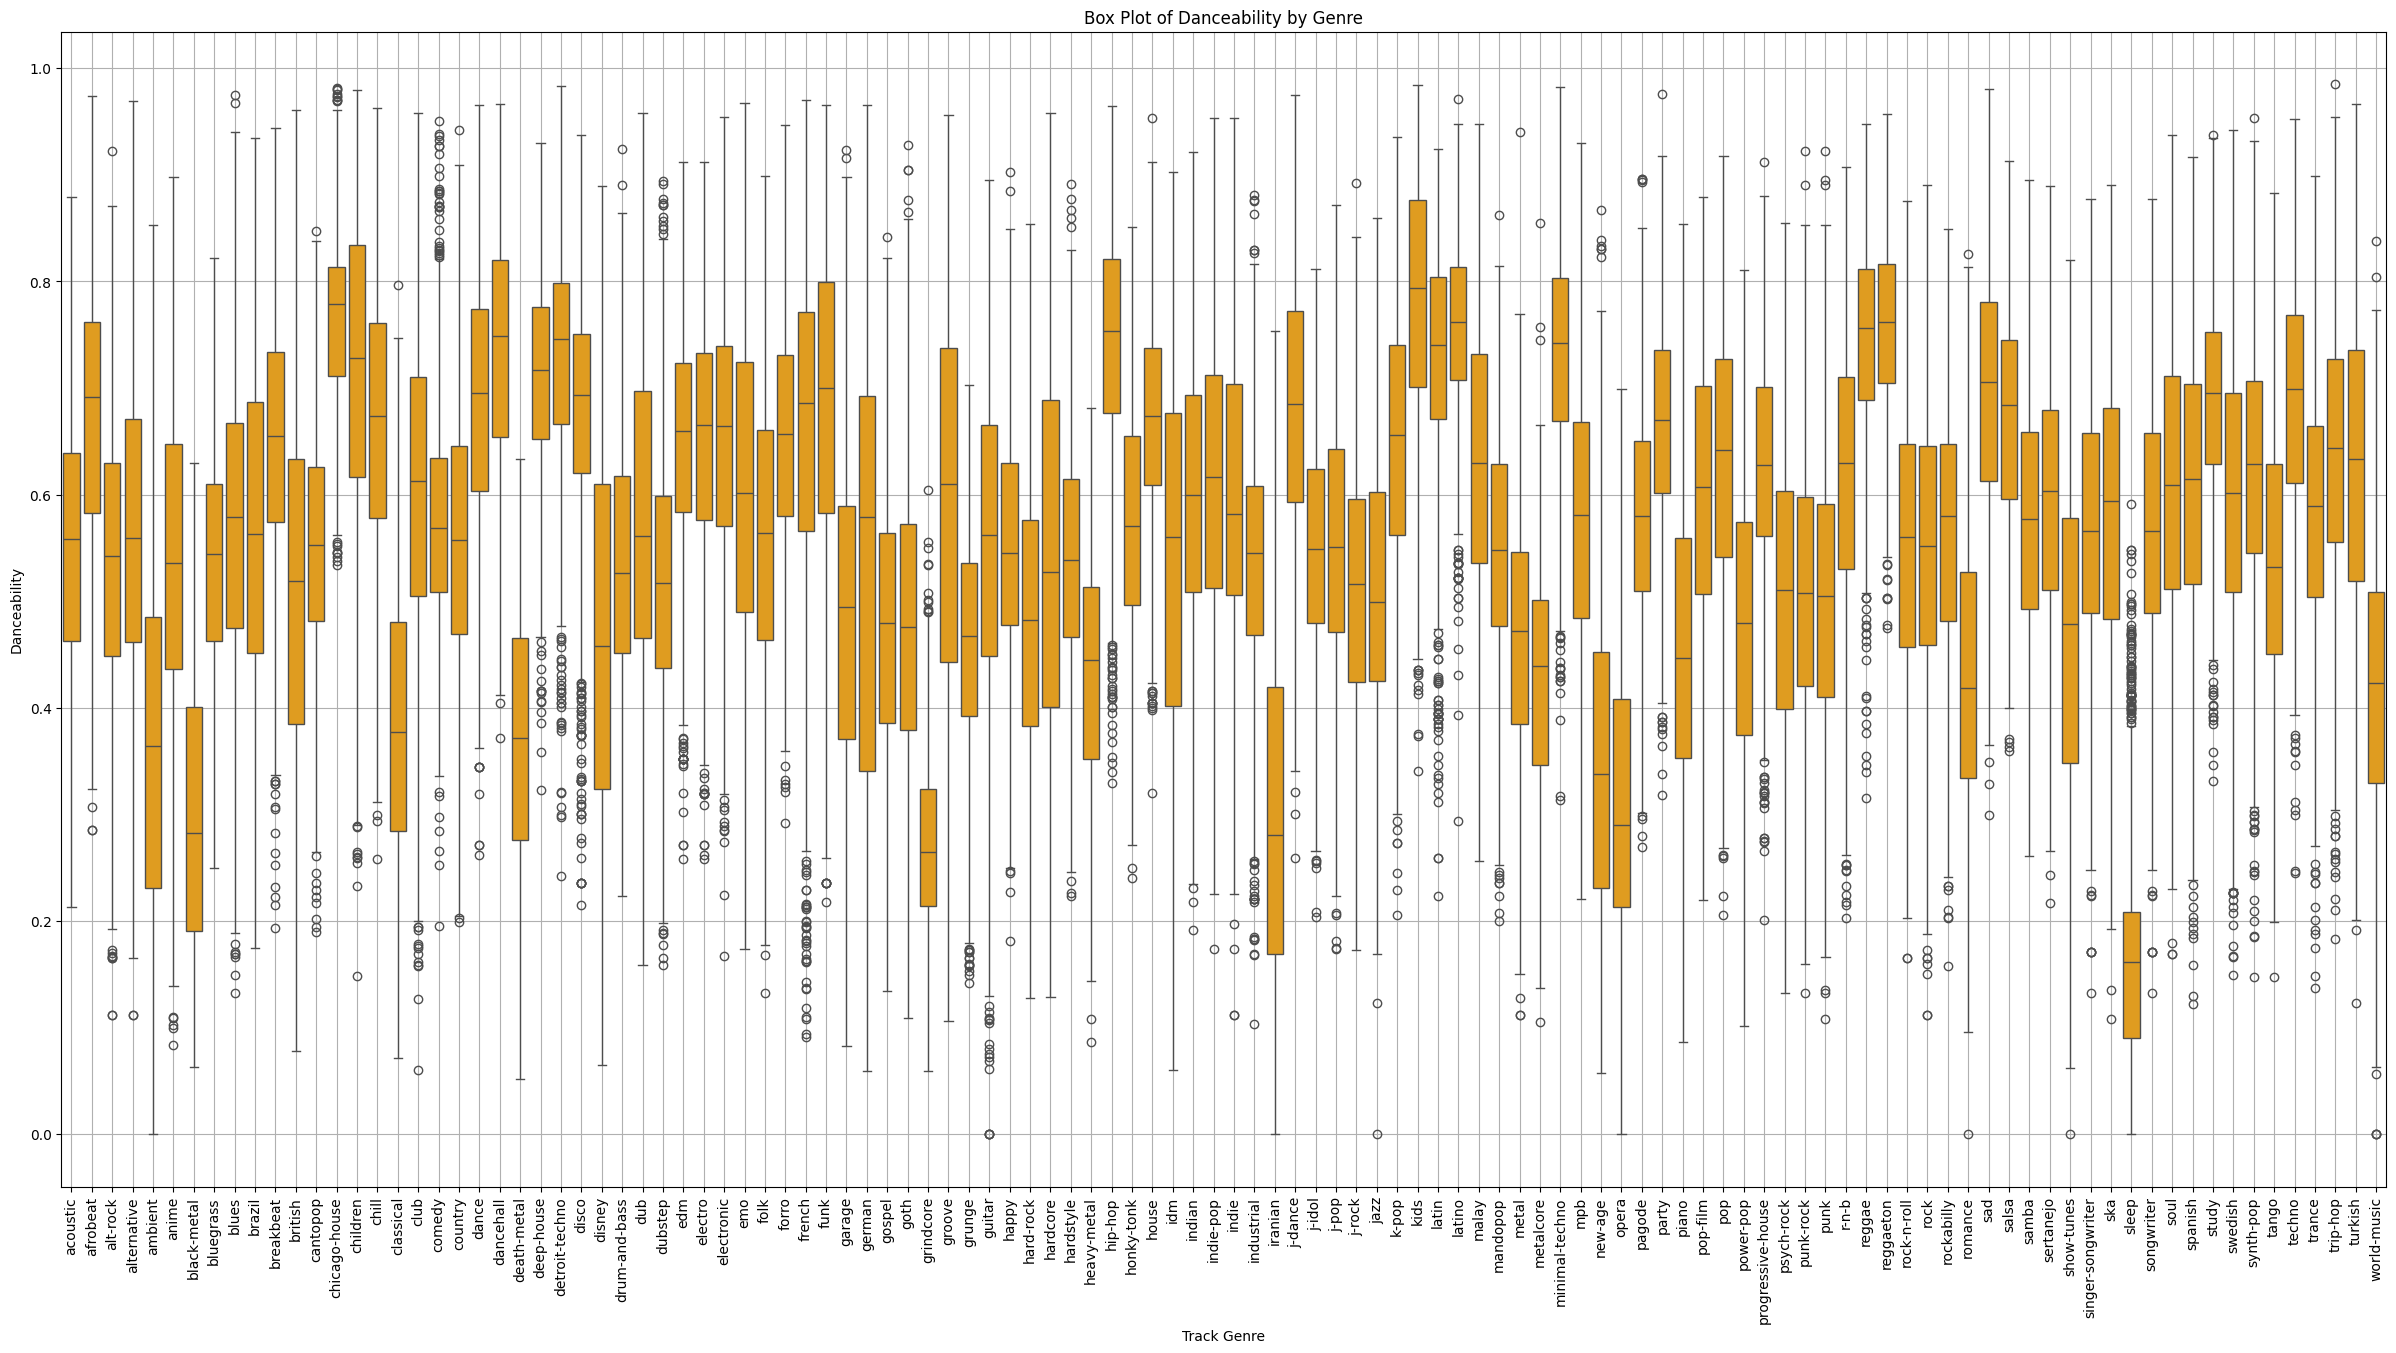 Box Plot of Danceability by Genre
Danceability
1.0
0.8
0.6
0.4
0.2
0.0
acoustic
afrobeat
alt-rock
alternative
ambient
anime
black-metal
bluegrass
blues
brazil
breakbeat
british
cantopop
chicago-house
children
chill
classical
club
comedy
country
dance
dancehall
death-metal
deep-house
detroit-techno
disco
disney
drum-and-bass
dub
dubstep
edm
electro
electronic
emo
folk
forro
french
funk
garage
german
gospel
goth
grindcore
groove
grunge
guitar
happy
hard-rock
hardcore
hardstyle
heavy-metal
hip-hop
honky-tonk
house
idm
indian
indie-pop
indie
industrial
iranian
j-dance
j-idol
j-pop
j-rock
jazz
k-pop
kids
latin
latino
malay
mandopop
metal
metalcore
minimal-techno
mpb
new-age
opera
pagode
party
piano
pop-film
pop
power-pop
progressive-house
psych-rock
punk-rock
punk
r-n-b
reggae
reggaeton
rock-n-roll
rock
rockabilly
romance
sad
salsa
samba
sertanejo
show-tunes
singer-songwriter
ska
sleep
songwriter
soul
spanish
study
swedish
synth-pop
tango
techno
trance
trip-hop
turkish
world-music
Track Genre